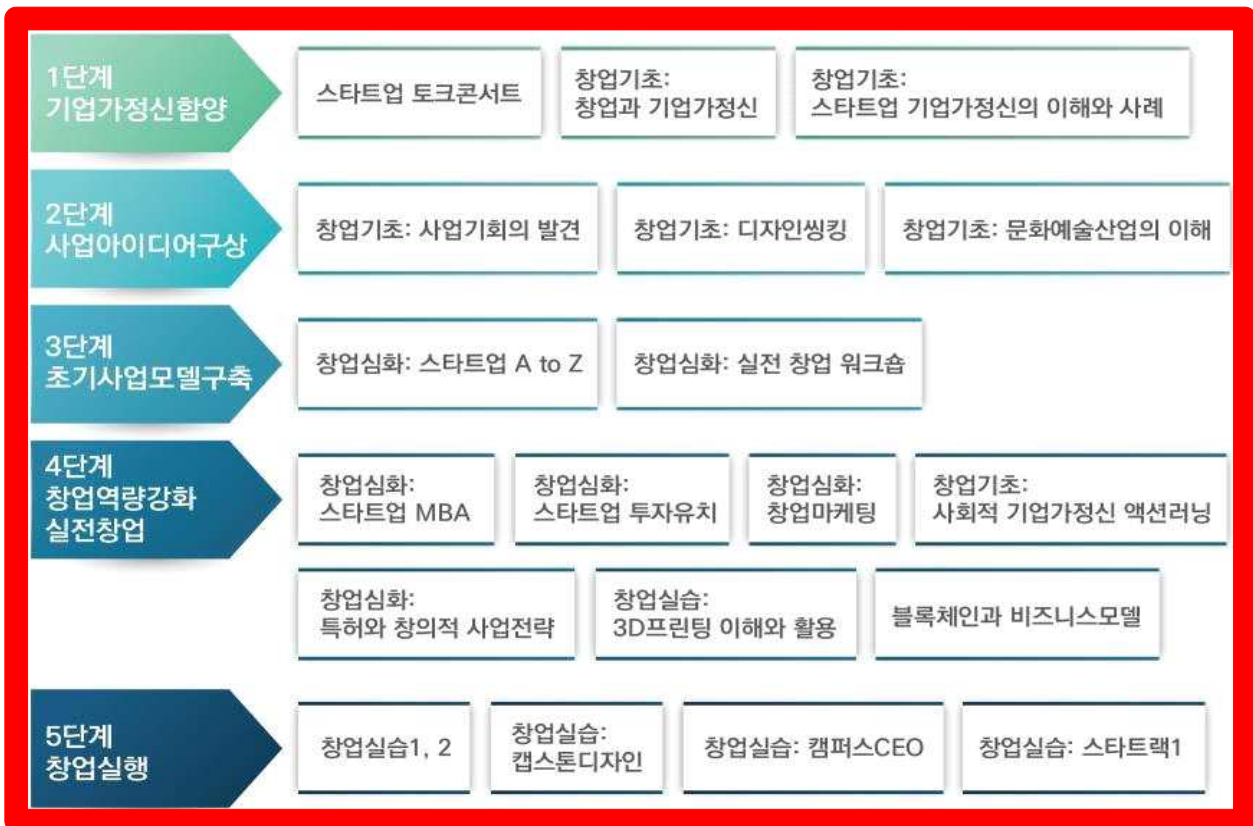 1단계
기업가정신함양
스타트업 토크콘서트
창업기초:
창업과 기업가정신
창업기초:
스타트업 기업가정신의 이해와 사례
2단계
사업아이디어구상
창업기초: 사업기회의 발견
창업기초: 디자인씽킹
창업기초: 문화예술산업의 이해
3단계
초기사업모델구축
창업심화: 스타트업 A to Z
창업심화: 실전 창업 워크숍
4단계
창업역량강화
실전창업
창업심화:
스타트업 MBA
창업심화:
스타트업 투자유치
창업심화:
창업마케팅
창업기초:
사회적 기업가정신 액션러닝
창업심화:
특허와 창의적 사업전략
창업실습:
3D프린팅 이해와 활용
블록체인과 비즈니스모델
5단계
창업실행
창업실습1, 2
창업실습:
캡스톤디자인
창업실습: 캠퍼스CEO
창업실습: 스타트랙1